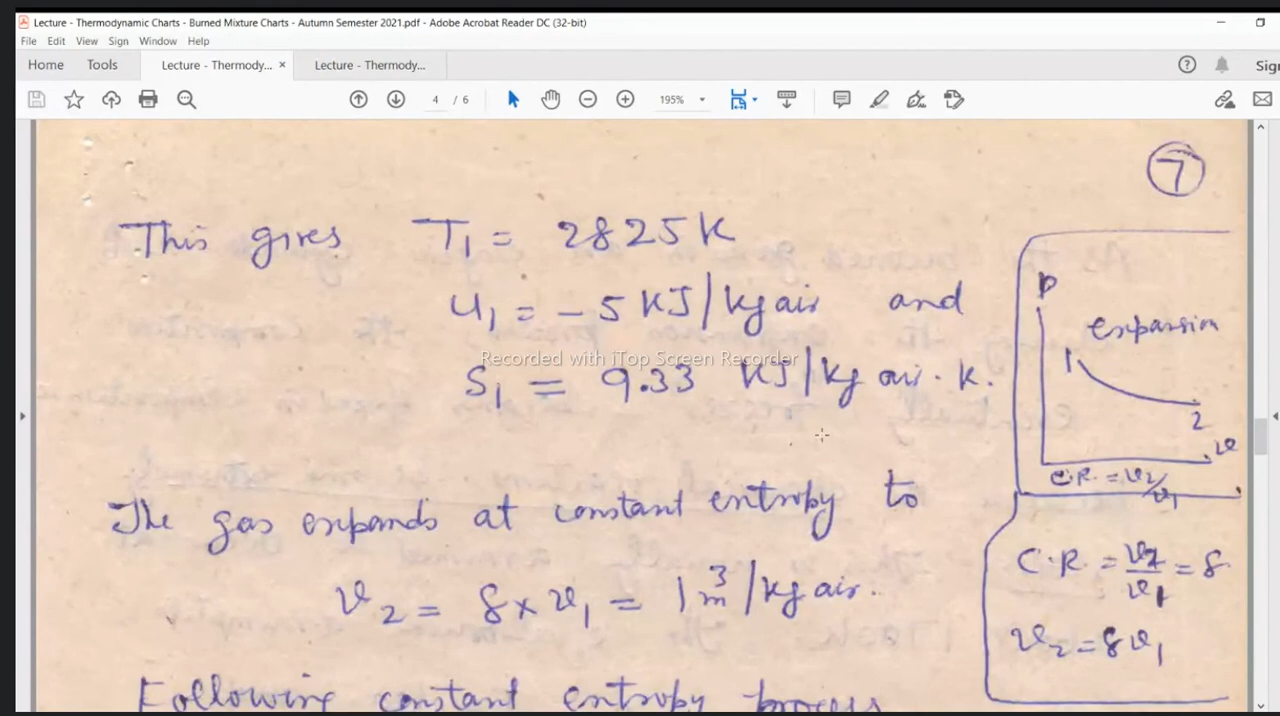 Lecture - Thermodynamic Charts - Burned Mixture Charts - Autumn Semester 2021.pdf - Adobe Acrobat Reader DC (32-bit)
File Edit View Sign Window Help
Home Tools Lecture - Thermody... × Lecture - Thermody... Sign
4 / 6 195%
7
This gives T1 = 2825 K
u1 = -5 KJ/kg air and
Recorded with iTop Screen Recorder
S1 = 9.33 KJ/kg air. K.
P
expansion
1
2
v
C.R. = v2/v1
The gas expands at constant entropy to
v2 = 8 x v1 = 1 m3/kg air.
C.R. = v2/v1 = 8
v2 = 8v1
Following constant entropy process